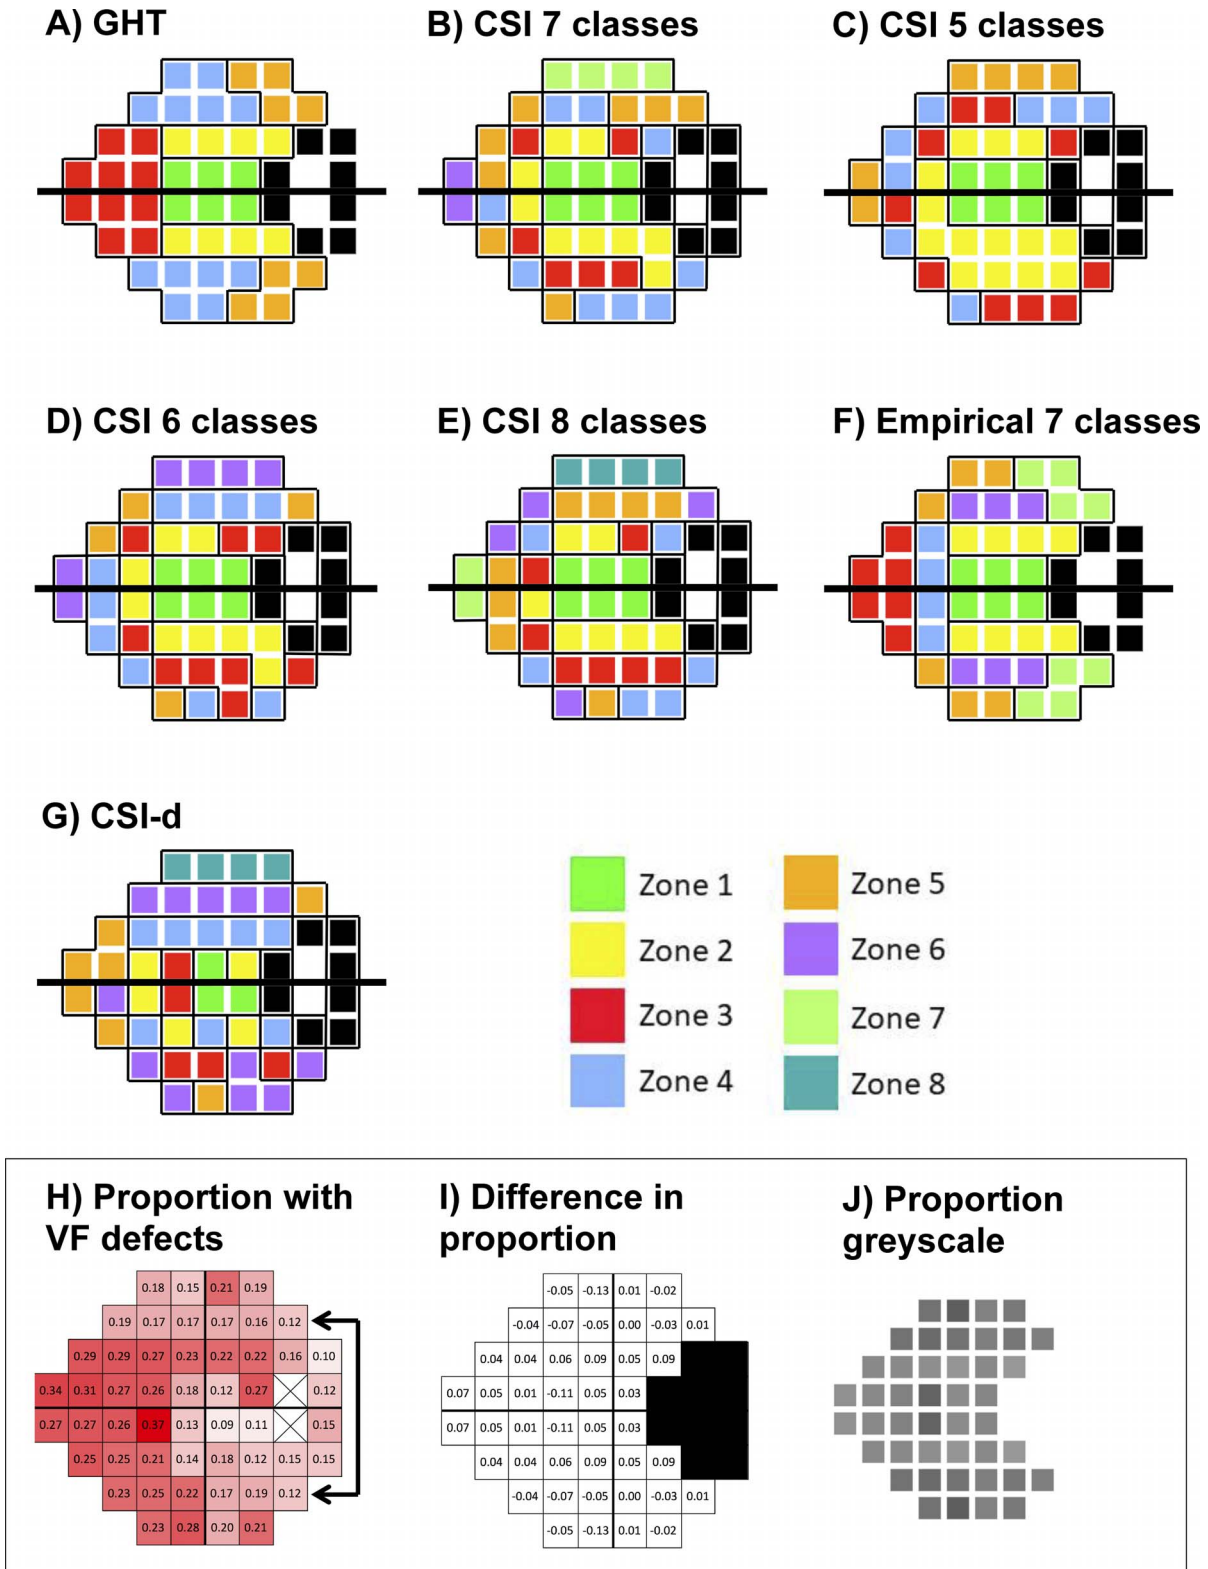 A) GHT
B) CSI 7 classes
C) CSI 5 classes
D) CSI 6 classes
E) CSI 8 classes
F) Empirical 7 classes
G) CSI-d
Zone 1
Zone 5
Zone 2
Zone 6
Zone 3
Zone 7
Zone 4
Zone 8
H) Proportion with
VF defects
0.18 0.15 0.21 0.19
0.19 0.17 0.17 0.17 0.16 0.12
0.29 0.29 0.27 0.23 0.22 0.22 0.16 0.10
0.34 0.31 0.27 0.26 0.18 0.12 0.27 0.12
0.27 0.27 0.26 0.37 0.13 0.09 0.11 0.15
0.25 0.25 0.21 0.14 0.18 0.12 0.15 0.15
0.23 0.25 0.22 0.17 0.19 0.12
0.23 0.28 0.20 0.21
I) Difference in
proportion
-0.05 -0.13 0.01 -0.02
-0.04 -0.07 -0.05 0.00 -0.03 0.01
0.04 0.04 0.06 0.09 0.05 0.09
0.07 0.05 0.01 -0.11 0.05 0.03
0.07 0.05 0.01 -0.11 0.05 0.03
0.04 0.04 0.06 0.09 0.05 0.09
-0.04 -0.07 -0.05 0.00 -0.03 0.01
-0.05 -0.13 0.01 -0.02
J) Proportion
greyscale